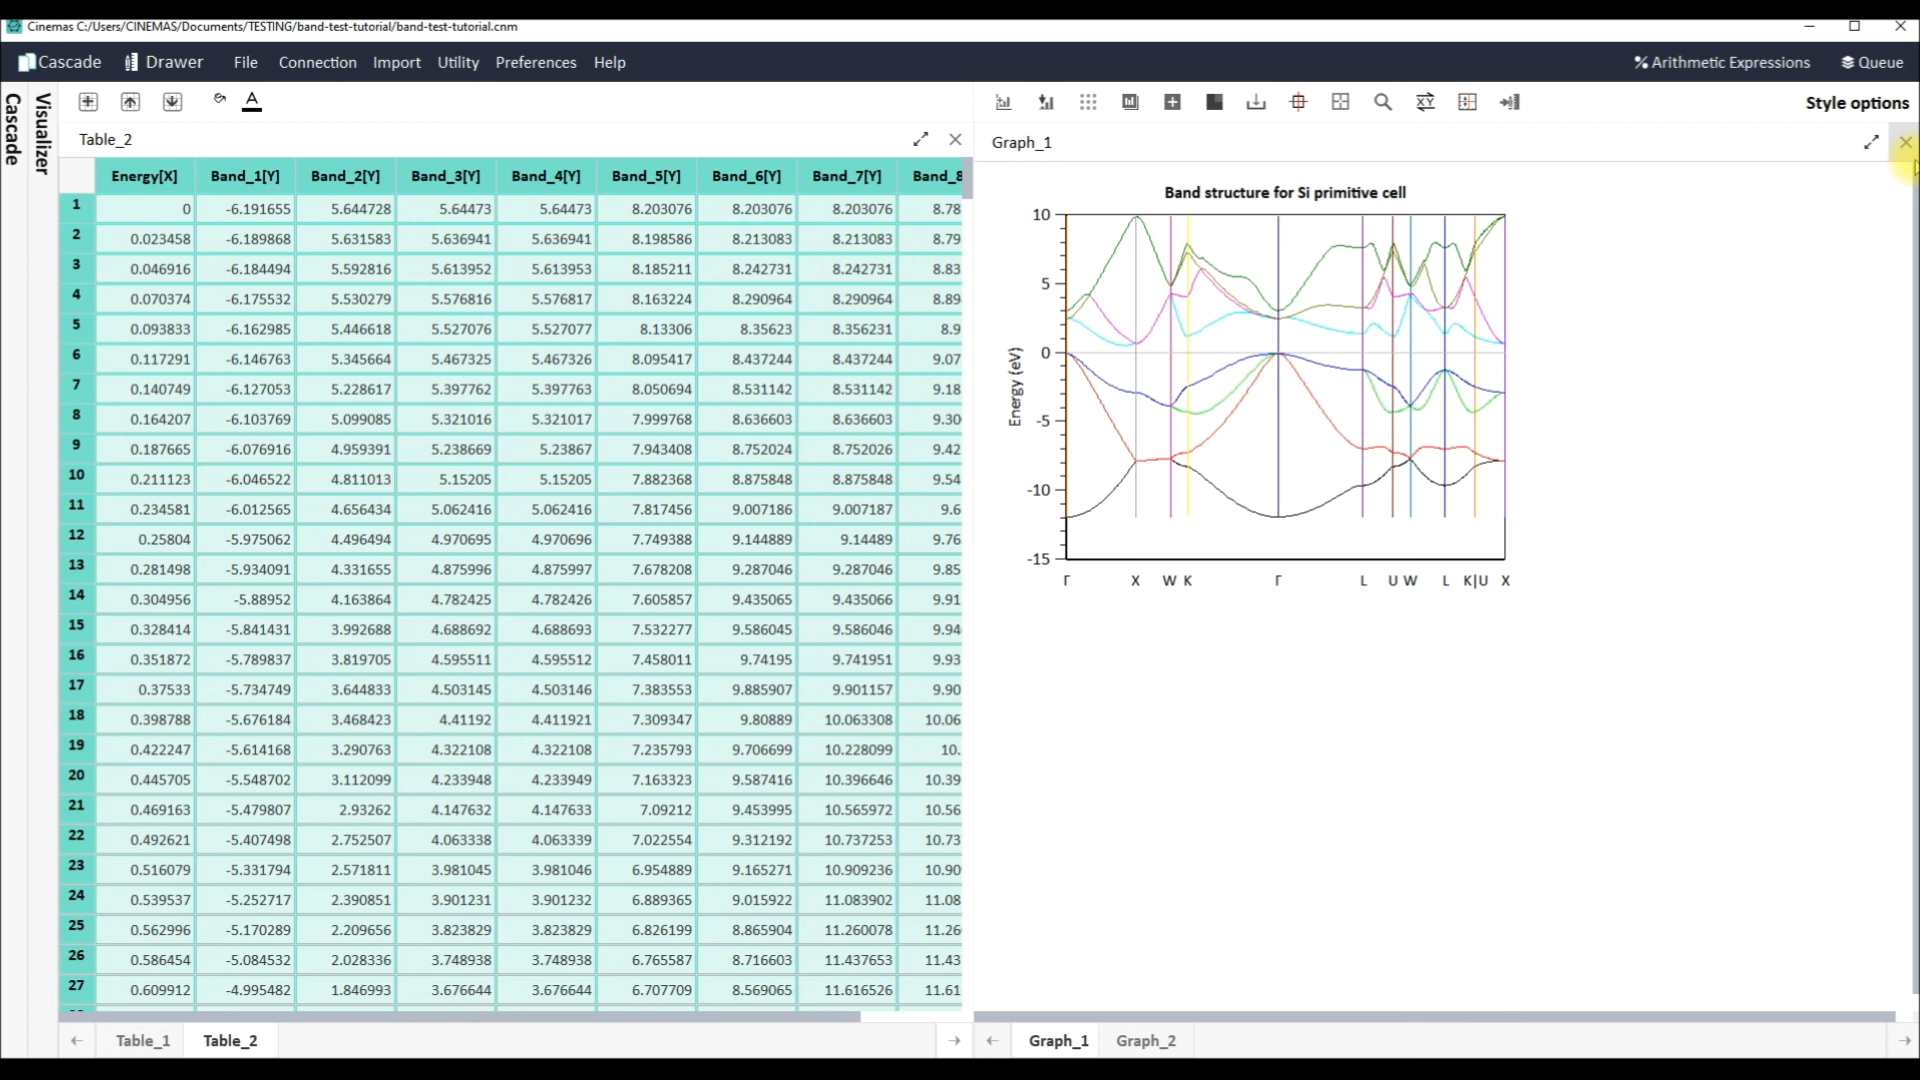 Cinemas C:/Users/CINEMAS/Documents/TESTING/band-test-tutorial/band-test-tutorial.cnm
Cascade Drawer File Connection Import Utility Preferences Help Arithmetic Expressions Queue
Cascade
Visualizer
A
XY
Style options
Table_2
Energy[X] Band_1[Y] Band_2[Y] Band_3[Y] Band_4[Y] Band_5[Y] Band_6[Y] Band_7[Y] Band_8
1 0 -6.191655 5.644728 5.64473 5.64473 8.203076 8.203076 8.203076 8.78
2 0.023458 -6.189868 5.631583 5.636941 5.636941 8.198586 8.213083 8.213083 8.79
3 0.046916 -6.184494 5.592816 5.613952 5.613953 8.185211 8.242731 8.242731 8.83
4 0.070374 -6.175532 5.530279 5.576816 5.576817 8.163224 8.290964 8.290964 8.89
5 0.093833 -6.162985 5.446618 5.527076 5.527077 8.13306 8.35623 8.356231 8.9
6 0.117291 -6.146763 5.345664 5.467325 5.467326 8.095417 8.437244 8.437244 9.07
7 0.140749 -6.127053 5.228617 5.397762 5.397763 8.050694 8.531142 8.531142 9.18
8 0.164207 -6.103769 5.099085 5.321016 5.321017 7.999768 8.636603 8.636603 9.30
9 0.187665 -6.076916 4.959391 5.238669 5.23867 7.943408 8.752024 8.752026 9.42
10 0.211123 -6.046522 4.811013 5.15205 5.15205 7.882368 8.875848 8.875848 9.54
11 0.234581 -6.012565 4.656434 5.062416 5.062416 7.817456 9.007186 9.007187 9.6
12 0.25804 -5.975062 4.496494 4.970695 4.970696 7.749388 9.144889 9.14489 9.76
13 0.281498 -5.934091 4.331655 4.875996 4.875997 7.678208 9.287046 9.287046 9.85
14 0.304956 -5.88952 4.163864 4.782425 4.782426 7.605857 9.435065 9.435066 9.91
15 0.328414 -5.841431 3.992688 4.688692 4.688693 7.532277 9.586045 9.586046 9.94
16 0.351872 -5.789837 3.819705 4.595511 4.595512 7.458011 9.74195 9.741951 9.93
17 0.37533 -5.734749 3.644833 4.503145 4.503146 7.383553 9.885907 9.901157 9.90
18 0.398788 -5.676184 3.468423 4.41192 4.411921 7.309347 9.80889 10.063308 10.06
19 0.422247 -5.614168 3.290763 4.322108 4.322108 7.235793 9.706699 10.228099 10.
20 0.445705 -5.548702 3.112099 4.233948 4.233949 7.163323 9.587416 10.396646 10.39
21 0.469163 -5.479807 2.93262 4.147632 4.147633 7.09212 9.453995 10.565972 10.56
22 0.492621 -5.407498 2.752507 4.063338 4.063339 7.022554 9.312192 10.737253 10.73
23 0.516079 -5.331794 2.571811 3.981045 3.981046 6.954889 9.165271 10.909236 10.90
24 0.539537 -5.252717 2.390851 3.901231 3.901232 6.889365 9.015922 11.083902 11.08
25 0.562996 -5.170289 2.209656 3.823829 3.823829 6.826199 8.865904 11.260078 11.26
26 0.586454 -5.084532 2.028336 3.748938 3.748938 6.765587 8.716603 11.437653 11.43
27 0.609912 -4.995482 1.846993 3.676644 3.676644 6.707709 8.569065 11.616526 11.61
Table_1 Table_2
Graph_1
Band structure for Si primitive cell
10
5
0
-5
-10
-15
Energy (eV)
Γ X W K Γ L U W L K|U X
Graph_1 Graph_2